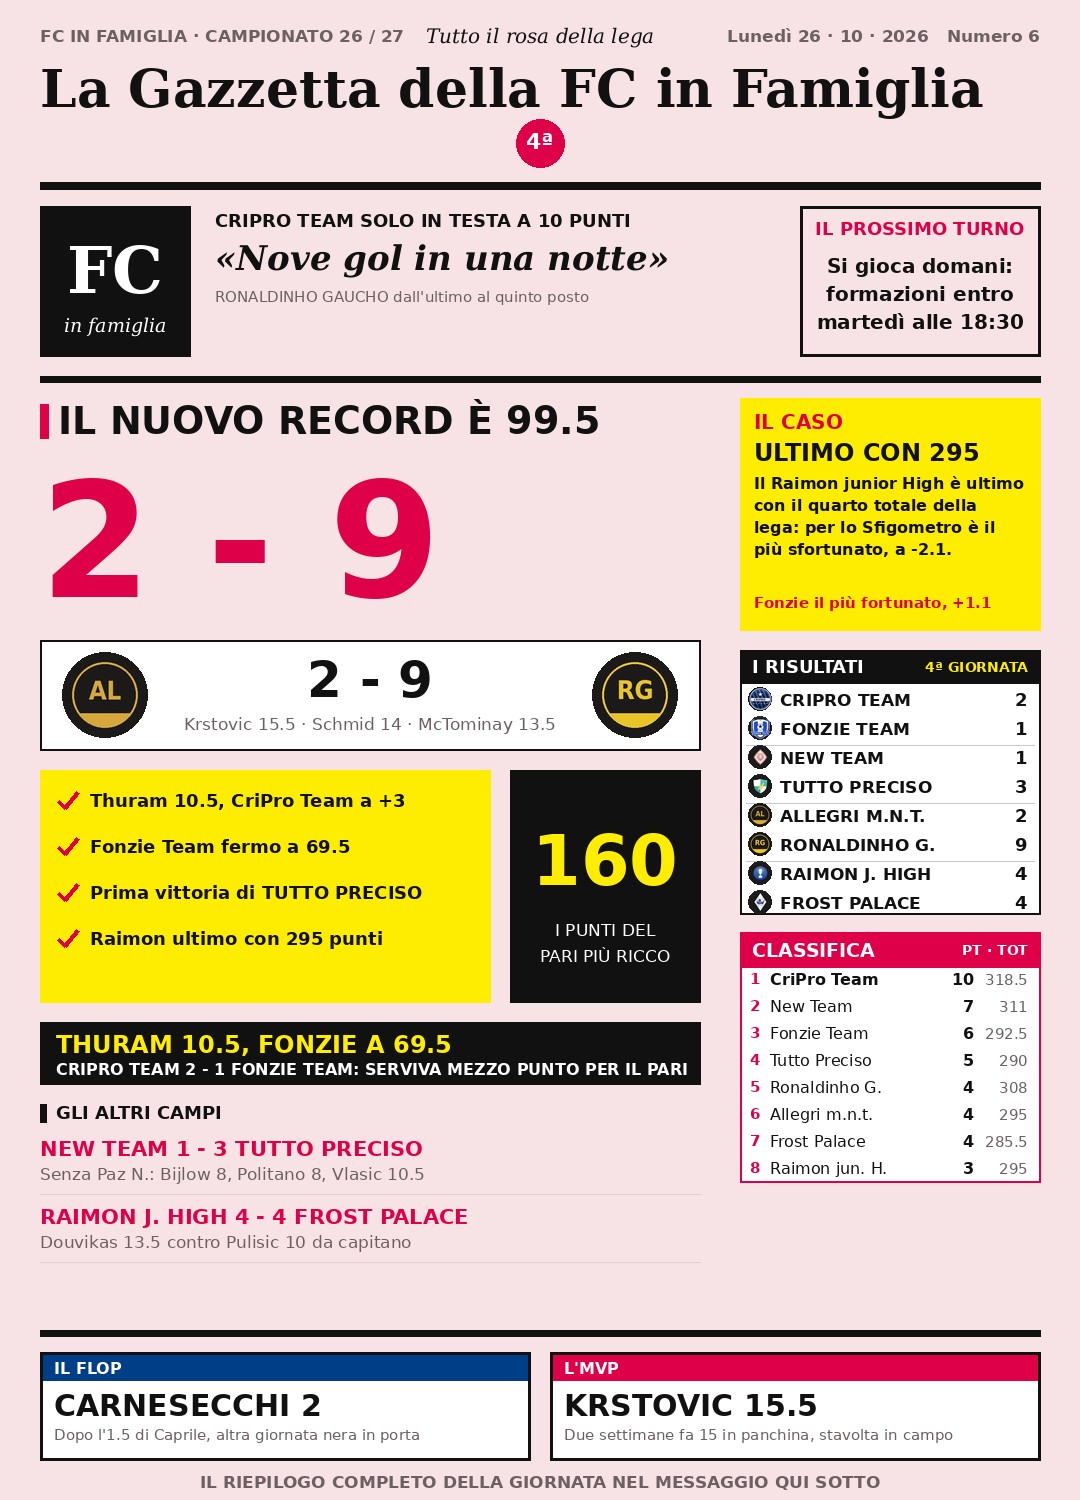 FC IN FAMIGLIA · CAMPIONATO 26 / 27 Tutto il rosa della lega Lunedì 26 · 10 · 2026 Numero 6
La Gazzetta della FC in Famiglia
4ª
FC
in famiglia
CRIPRO TEAM SOLO IN TESTA A 10 PUNTI
«Nove gol in una notte»
RONALDINHO GAUCHO dall'ultimo al quinto posto
IL PROSSIMO TURNO
Si gioca domani:
formazioni entro
martedì alle 18:30
IL NUOVO RECORD È 99.5
2 - 9
AL
2 - 9
Krstovic 15.5 · Schmid 14 · McTominay 13.5
RG
Thuram 10.5, CriPro Team a +3
Fonzie Team fermo a 69.5
Prima vittoria di TUTTO PRECISO
Raimon ultimo con 295 punti
160
I PUNTI DEL
PARI PIÙ RICCO
THURAM 10.5, FONZIE A 69.5
CRIPRO TEAM 2 - 1 FONZIE TEAM: SERVIVA MEZZO PUNTO PER IL PARI
GLI ALTRI CAMPI
NEW TEAM 1 - 3 TUTTO PRECISO
Senza Paz N.: Bijlow 8, Politano 8, Vlasic 10.5
RAIMON J. HIGH 4 - 4 FROST PALACE
Douvikas 13.5 contro Pulisic 10 da capitano
IL CASO
ULTIMO CON 295
Il Raimon junior High è ultimo
con il quarto totale della
lega: per lo Sfigometro è il
più sfortunato, a -2.1.
Fonzie il più fortunato, +1.1
I RISULTATI 4ª GIORNATA
CRIPRO TEAM 2
FONZIE TEAM 1
NEW TEAM 1
TUTTO PRECISO 3
AL ALLEGRI M.N.T. 2
RG RONALDINHO G. 9
RAIMON J. HIGH 4
FROST PALACE 4
CLASSIFICA PT · TOT
1 CriPro Team 10 318.5
2 New Team 7 311
3 Fonzie Team 6 292.5
4 Tutto Preciso 5 290
5 Ronaldinho G. 4 308
6 Allegri m.n.t. 4 295
7 Frost Palace 4 285.5
8 Raimon jun. H. 3 295
IL FLOP
CARNESECCHI 2
Dopo l'1.5 di Caprile, altra giornata nera in porta
L'MVP
KRSTOVIC 15.5
Due settimane fa 15 in panchina, stavolta in campo
IL RIEPILOGO COMPLETO DELLA GIORNATA NEL MESSAGGIO QUI SOTTO